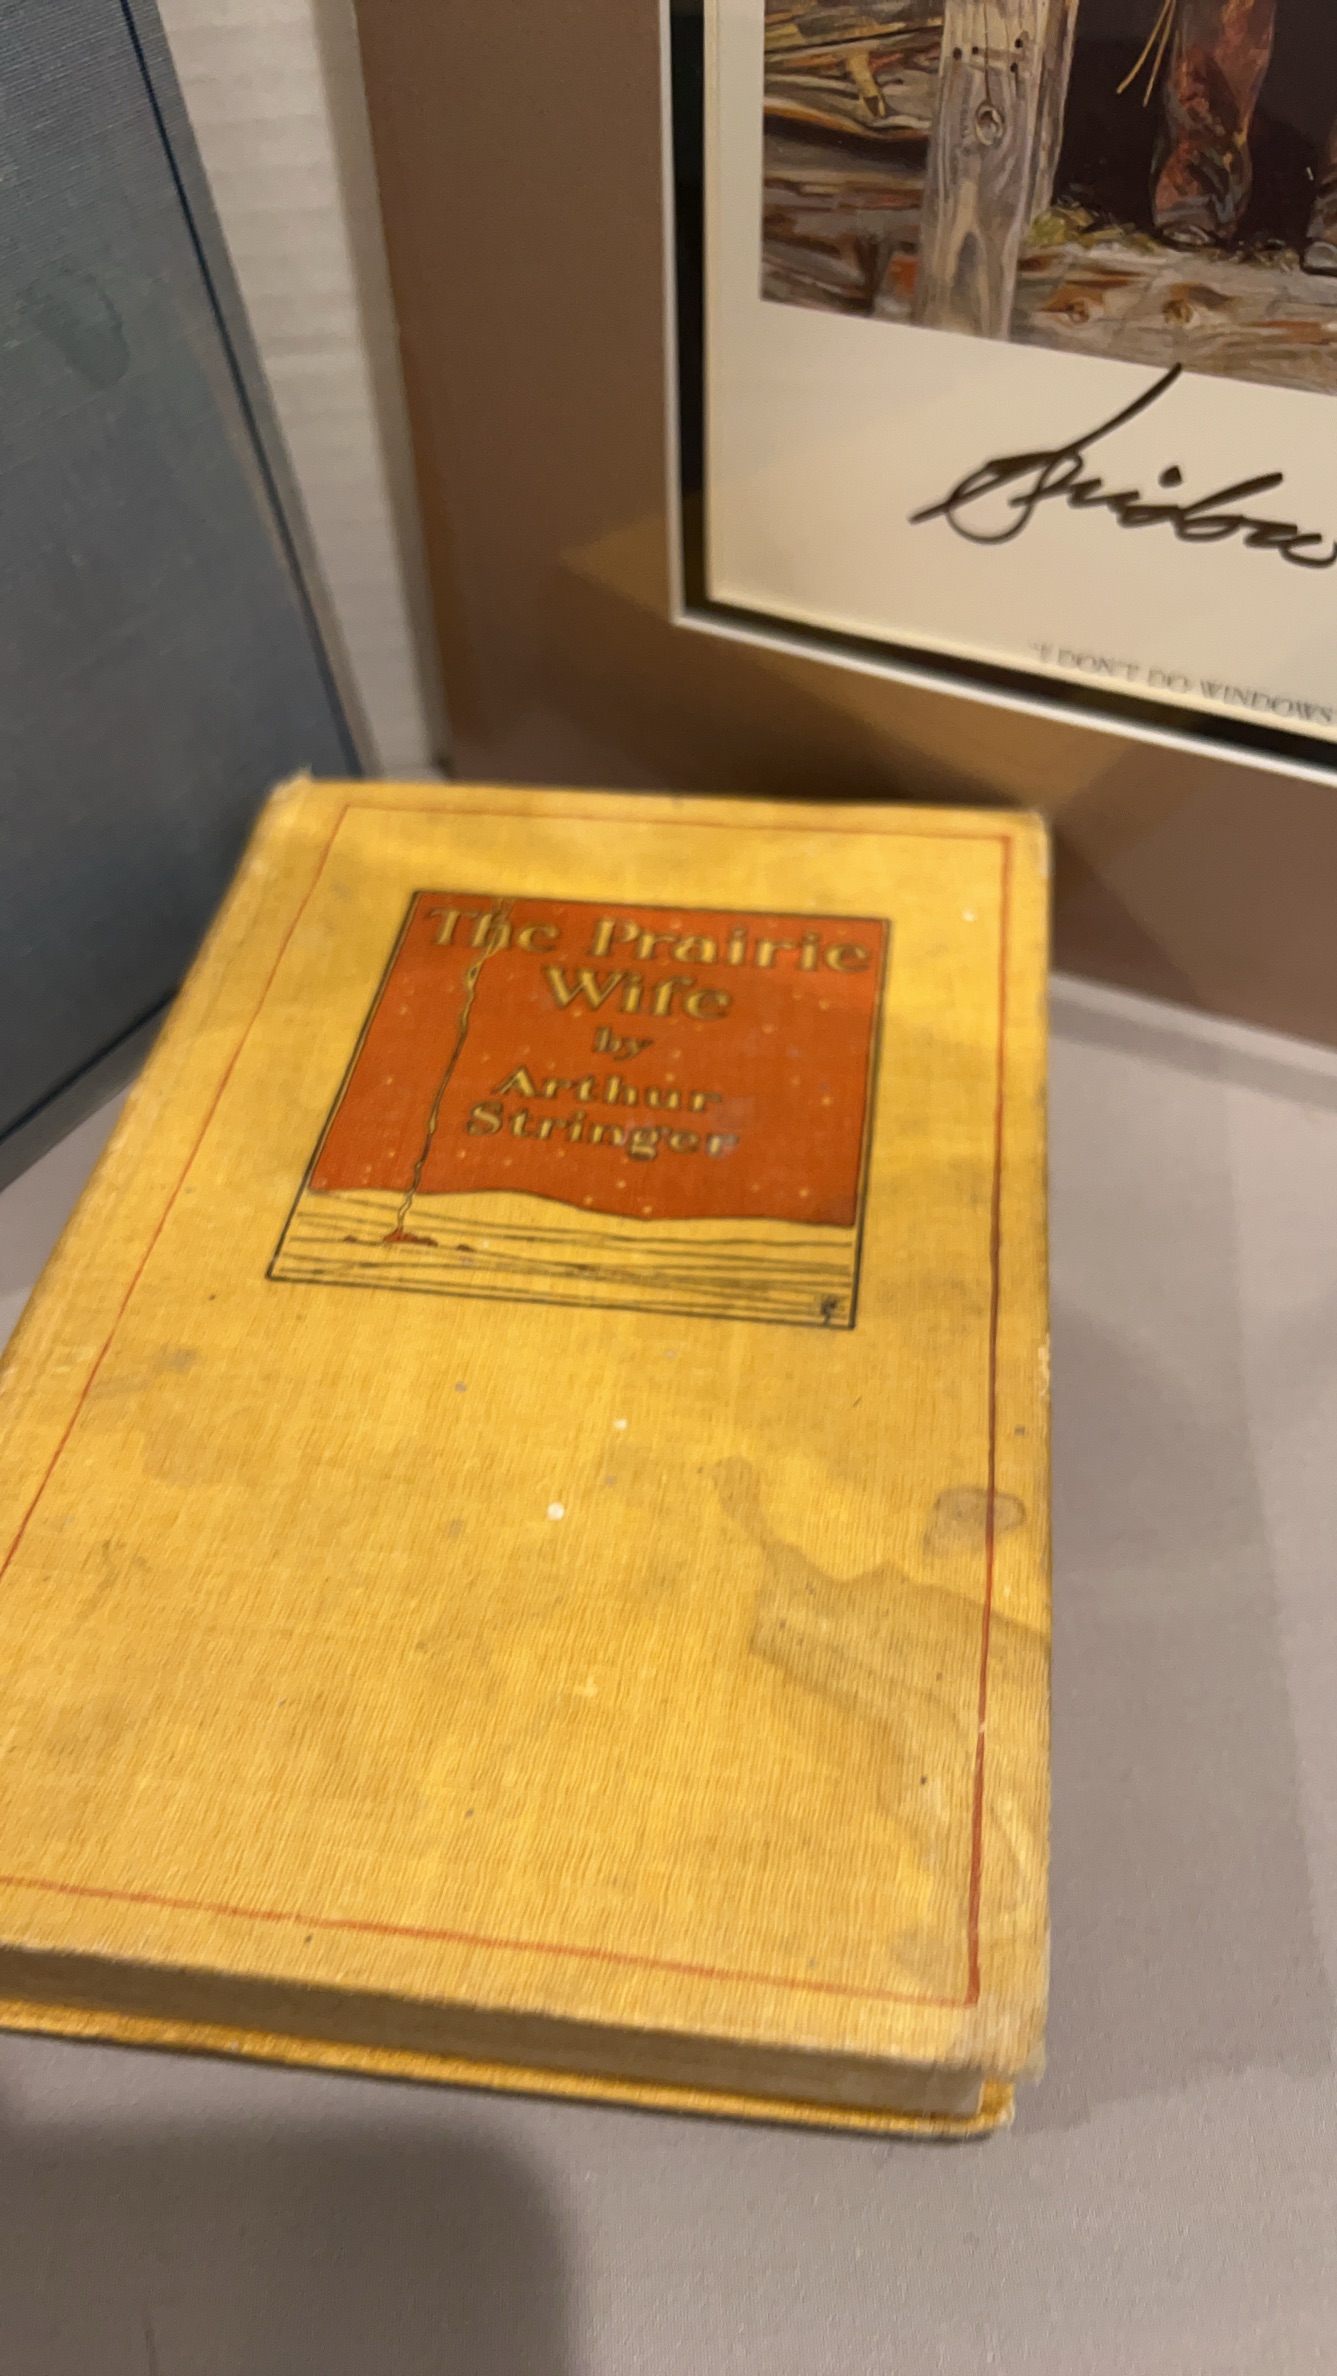 "I DON'T DO WINDOWS
The Prairie
Wife
by
Arthur
Stringer